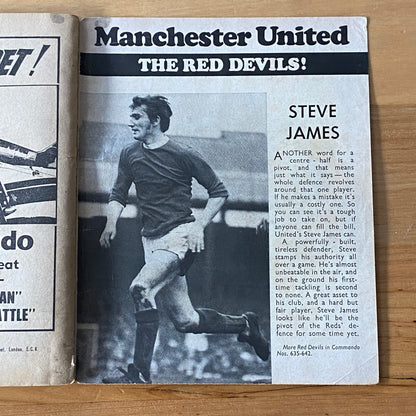 ET!
do
eat
AN"
ATTLE"
et, London, S.C.4.
Manchester United
THE RED DEVILS!
STEVE
JAMES
ANOTHER word for a
centre - half is a
pivot, and that means
just what it says — the
whole defence revolves
around that one player.
If he makes a mistake it's
usually a costly one. So
you can see it's a tough
job to take on, but if
anyone can fill the bill,
United's Steve James can.
A powerfully - built,
tireless defender, Steve
stamps his authority all
over a game. He's almost
unbeatable in the air, and
on the ground his first-
time tackling is second
to none. A great asset to
his club, and a hard but
fair player, Steve James
looks like he'll be the
pivot of the Reds'
defence for some time yet.
More Red Devils in Commando
Nos. 635-642.